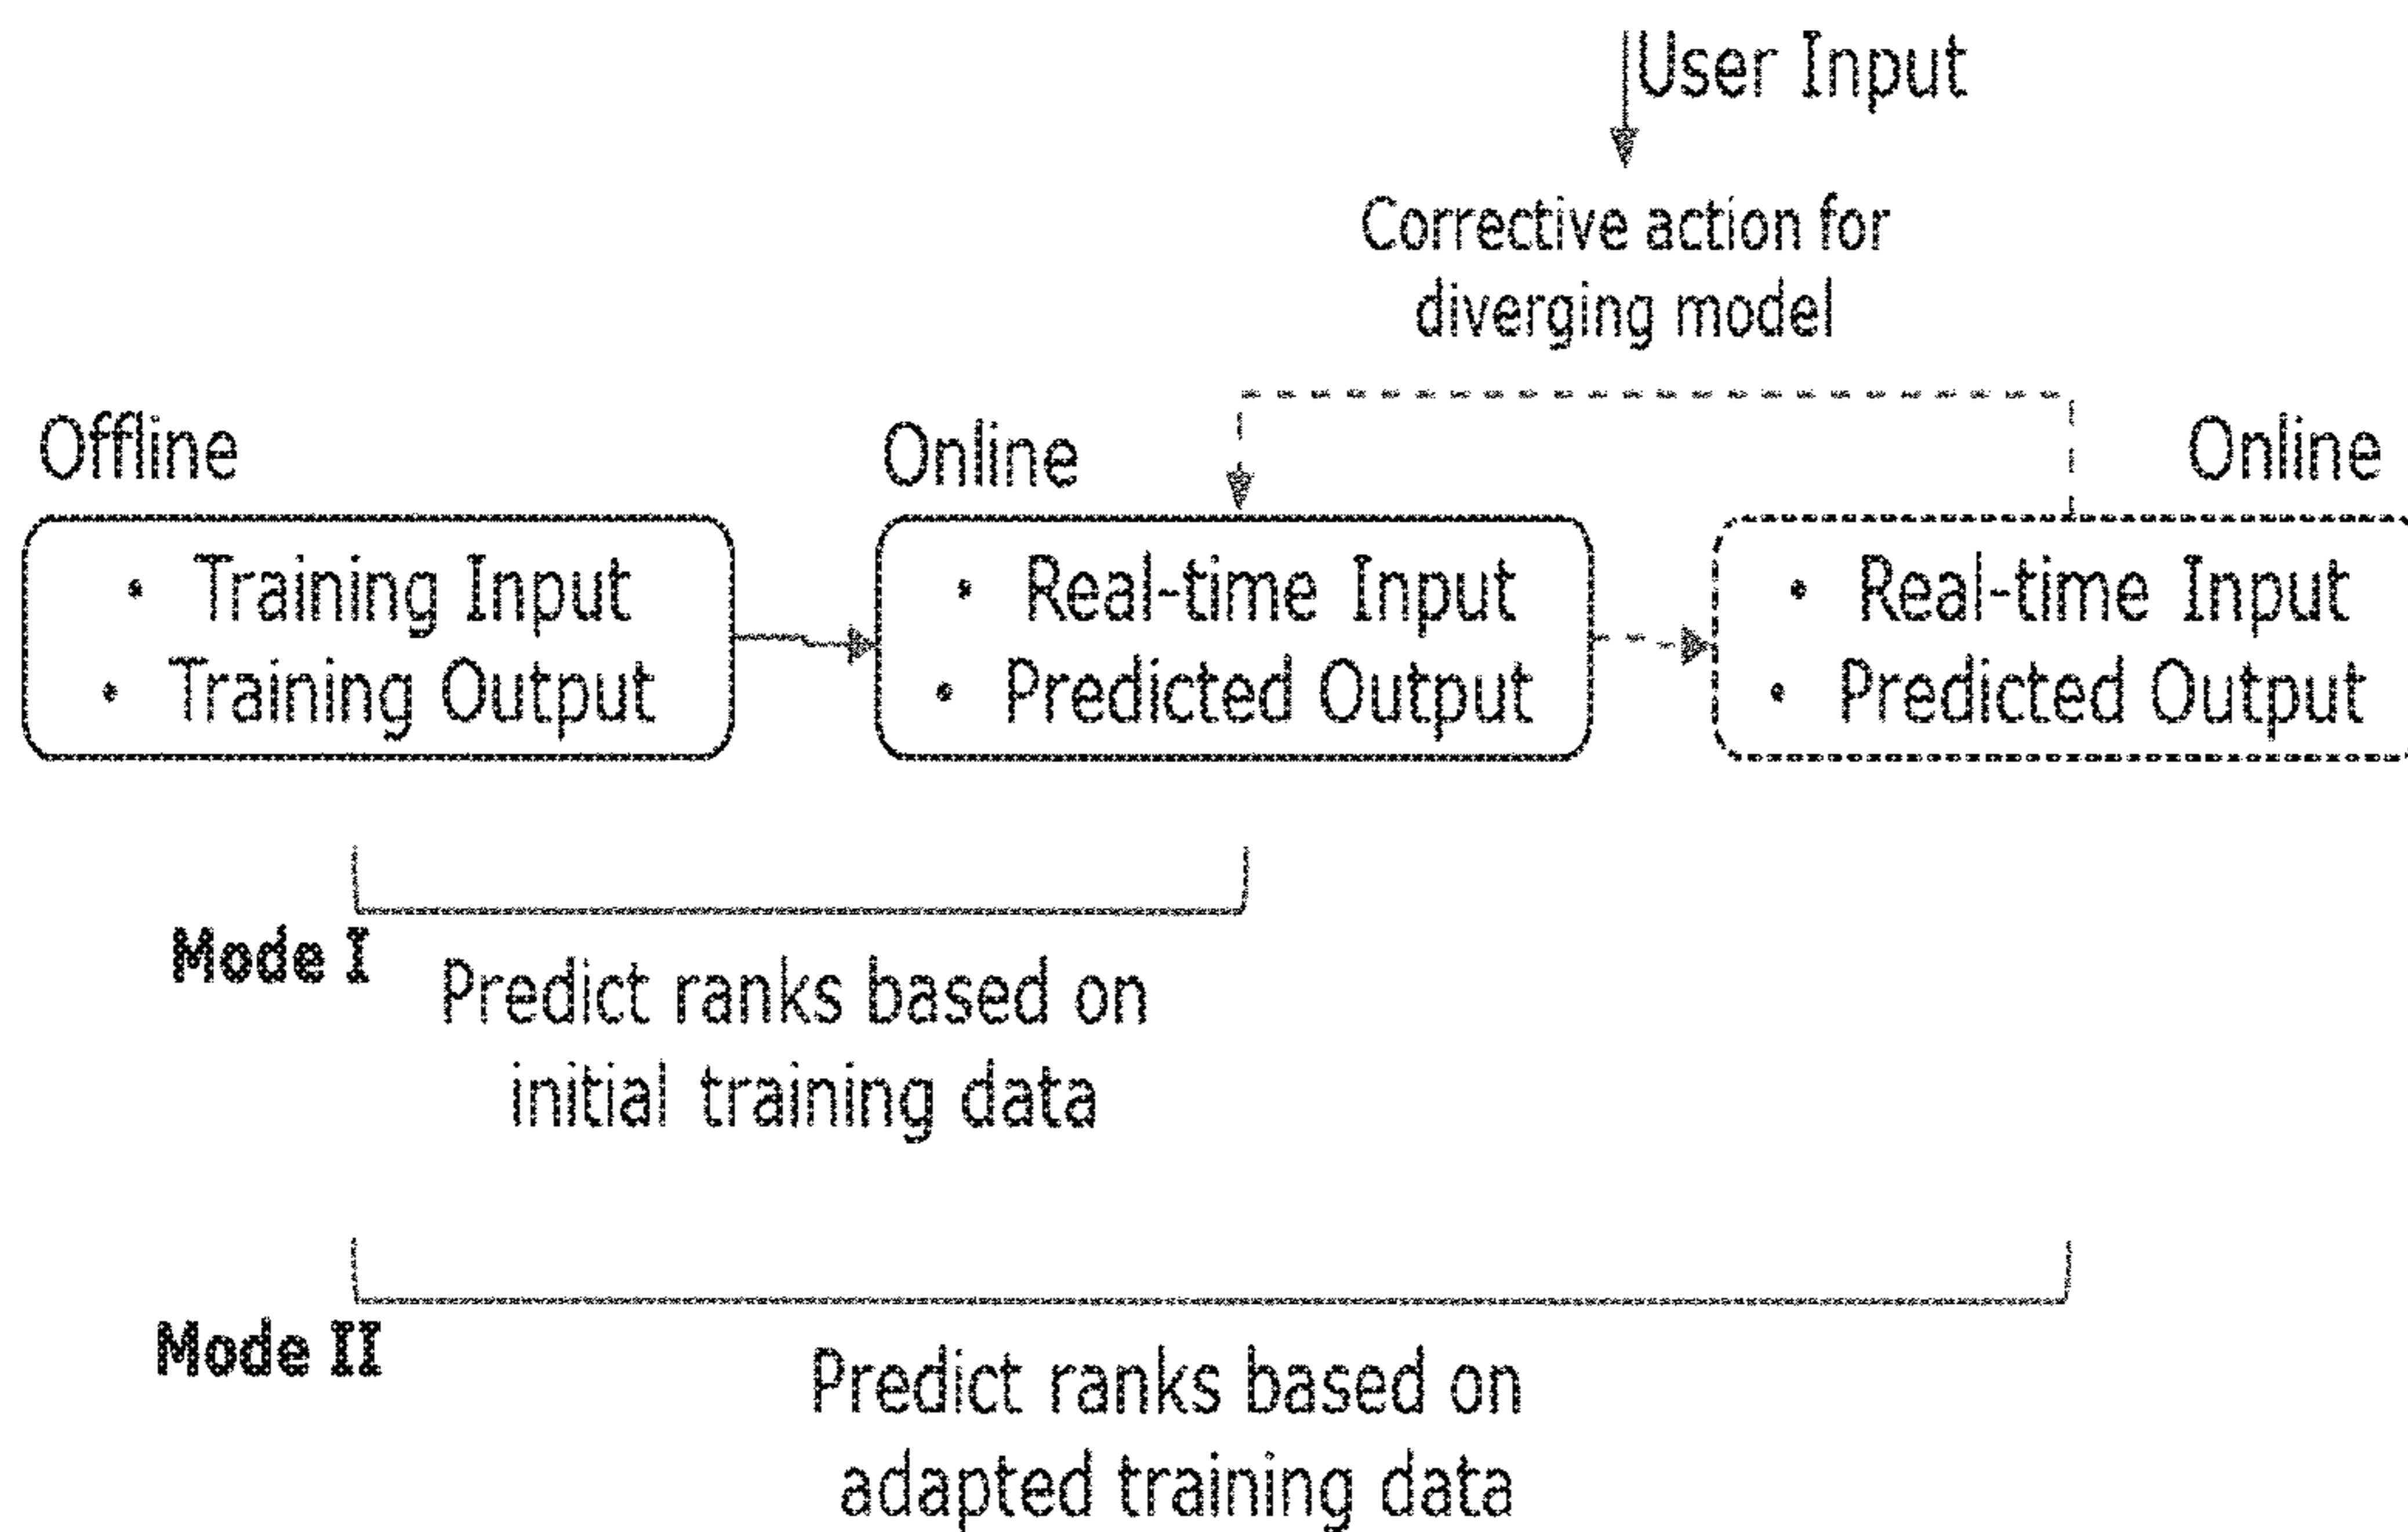 User Input
Corrective action for
diverging model
Offline
Online
Online
• Training Input
• Training Output
• Real-time Input
• Predicted Output
• Real-time Input
• Predicted Output
Mode I
Predict ranks based on
initial training data
Mode II
Predict ranks based on
adapted training data